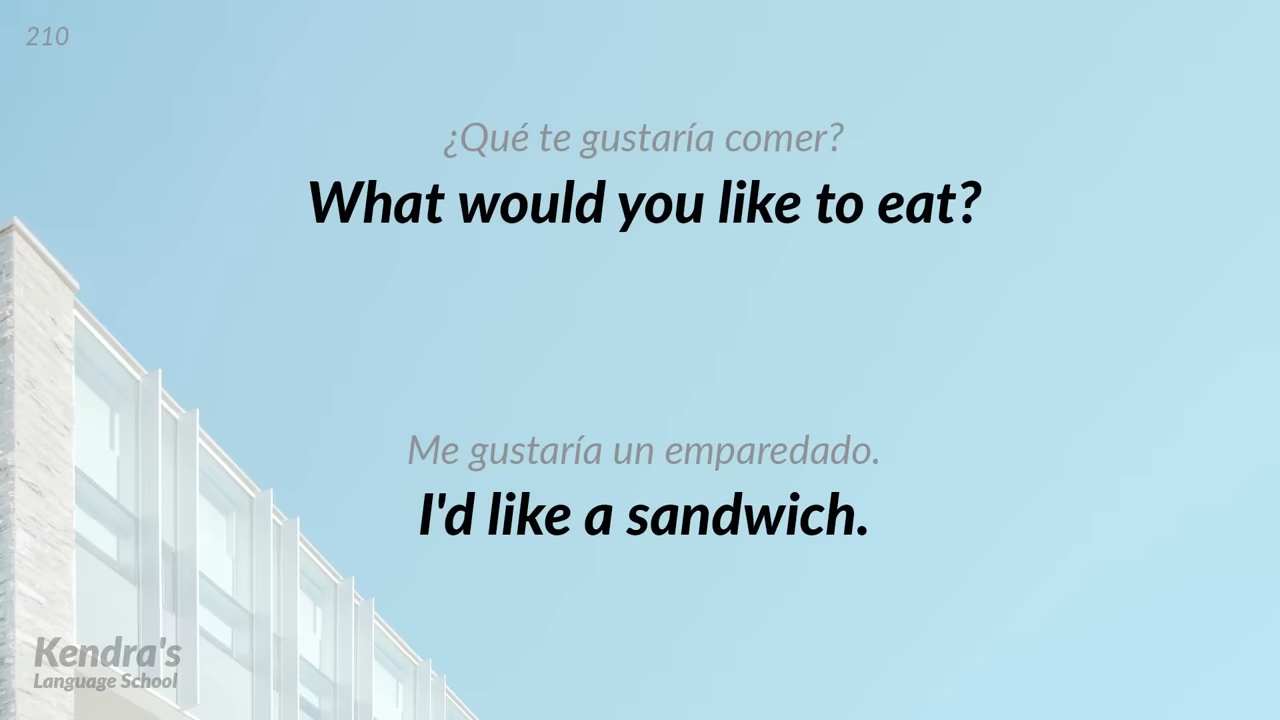 210
¿Qué te gustaría comer?
What would you like to eat?
Me gustaría un emparedado.
I'd like a sandwich.
Kendra's
Language School